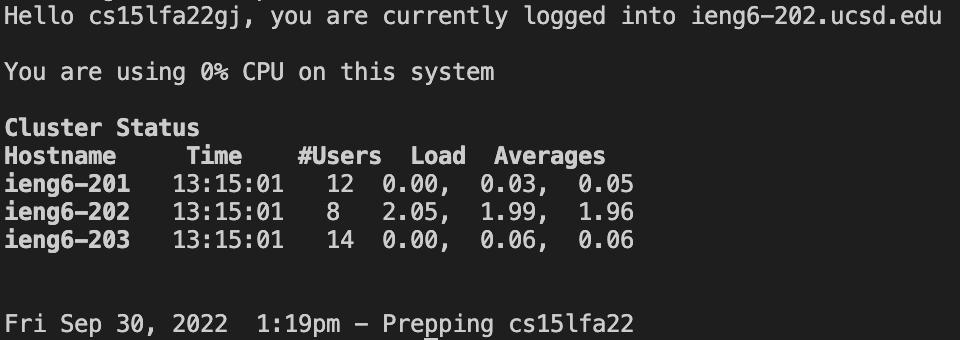 Hello cs15lfa22gj, you are currently logged into ieng6-202.ucsd.edu
You are using 0% CPU on this system
Cluster Status
Hostname     Time    #Users  Load  Averages
ieng6-201   13:15:01   12  0.00,  0.03,  0.05
ieng6-202   13:15:01   8   2.05,  1.99,  1.96
ieng6-203   13:15:01   14  0.00,  0.06,  0.06
Fri Sep 30, 2022  1:19pm - Prepping cs15lfa22